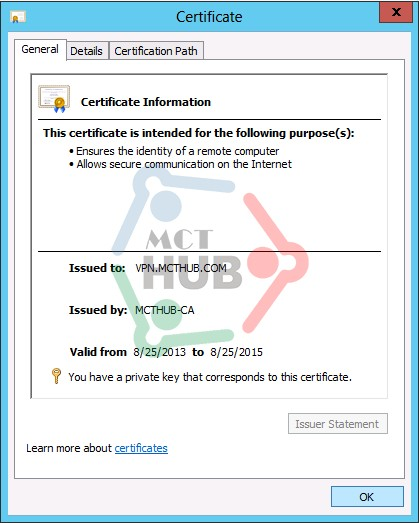 Certificate
X
General
Details
Certification Path
Certificate Information
This certificate is intended for the following purpose(s):
• Ensures the identity of a remote computer
• Allows secure communication on the Internet
MCT
HUB
Issued to: VPN.MCTHUB.COM
Issued by: MCTHUB-CA
Valid from 8/25/2013 to 8/25/2015
You have a private key that corresponds to this certificate.
Issuer Statement
Learn more about certificates
OK